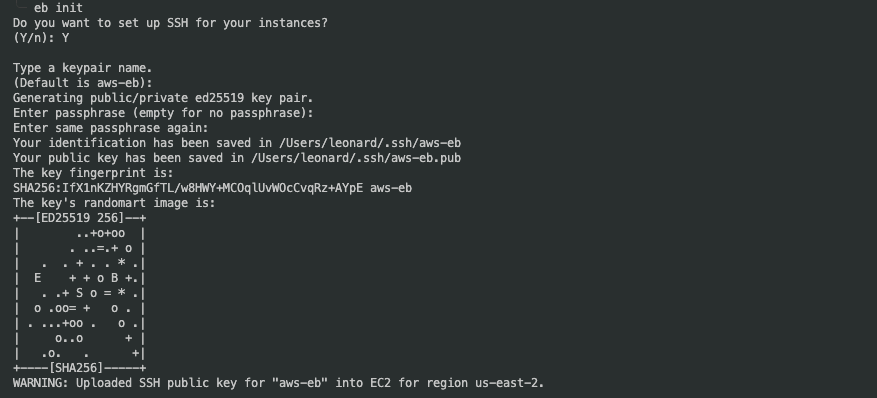 eb init
Do you want to set up SSH for your instances?
(Y/n): Y
Type a keypair name.
(Default is aws-eb):
Generating public/private ed25519 key pair.
Enter passphrase (empty for no passphrase):
Enter same passphrase again:
Your identification has been saved in /Users/leonard/.ssh/aws-eb
Your public key has been saved in /Users/leonard/.ssh/aws-eb.pub
The key fingerprint is:
SHA256:IfX1nKZHYRgmGfTL/w8HWY+MCOqlUvWOcCvqRz+AYpE aws-eb
The key's randomart image is:
+--[ED25519 256]--+
|        ..+o+oo  |
|       . ..=.+ o |
|   .  . + . . * .|
|  E    + + o B +.|
|   . .+ S o = * .|
|  o .oo= +   o . |
| . ...+oo .   o .|
|     o..o      + |
|   .o.   .      +|
+----[SHA256]-----+
WARNING: Uploaded SSH public key for "aws-eb" into EC2 for region us-east-2.